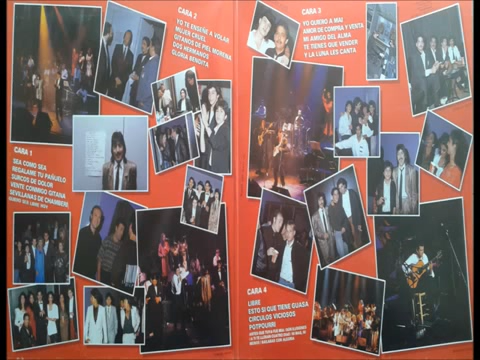 CARA 1
SEA COMO SEA
REGALAME TU PAÑUELO
SURCOS DE DOLOR
VENTE CONMIGO GITANA
SEVILLANAS DE CHAMBERI
CARA 2
YO TE ENSEÑE A VOLAR
MUJER CRUEL
GITANOS DE PIEL MORENA
DOS HERMANOS
GLORIA BENDITA
CARA 3
YO QUIERO A MAI
AMOR DE COMPRA Y VENTA
MI AMIGO DEL ALMA
TE TIENES QUE VENDER
Y LA LUNA LES CANTA
CARA 4
LIBRE
ESTO SI QUE TIENE GUASA
CIRCULOS VICIOSOS
POTPOURRI